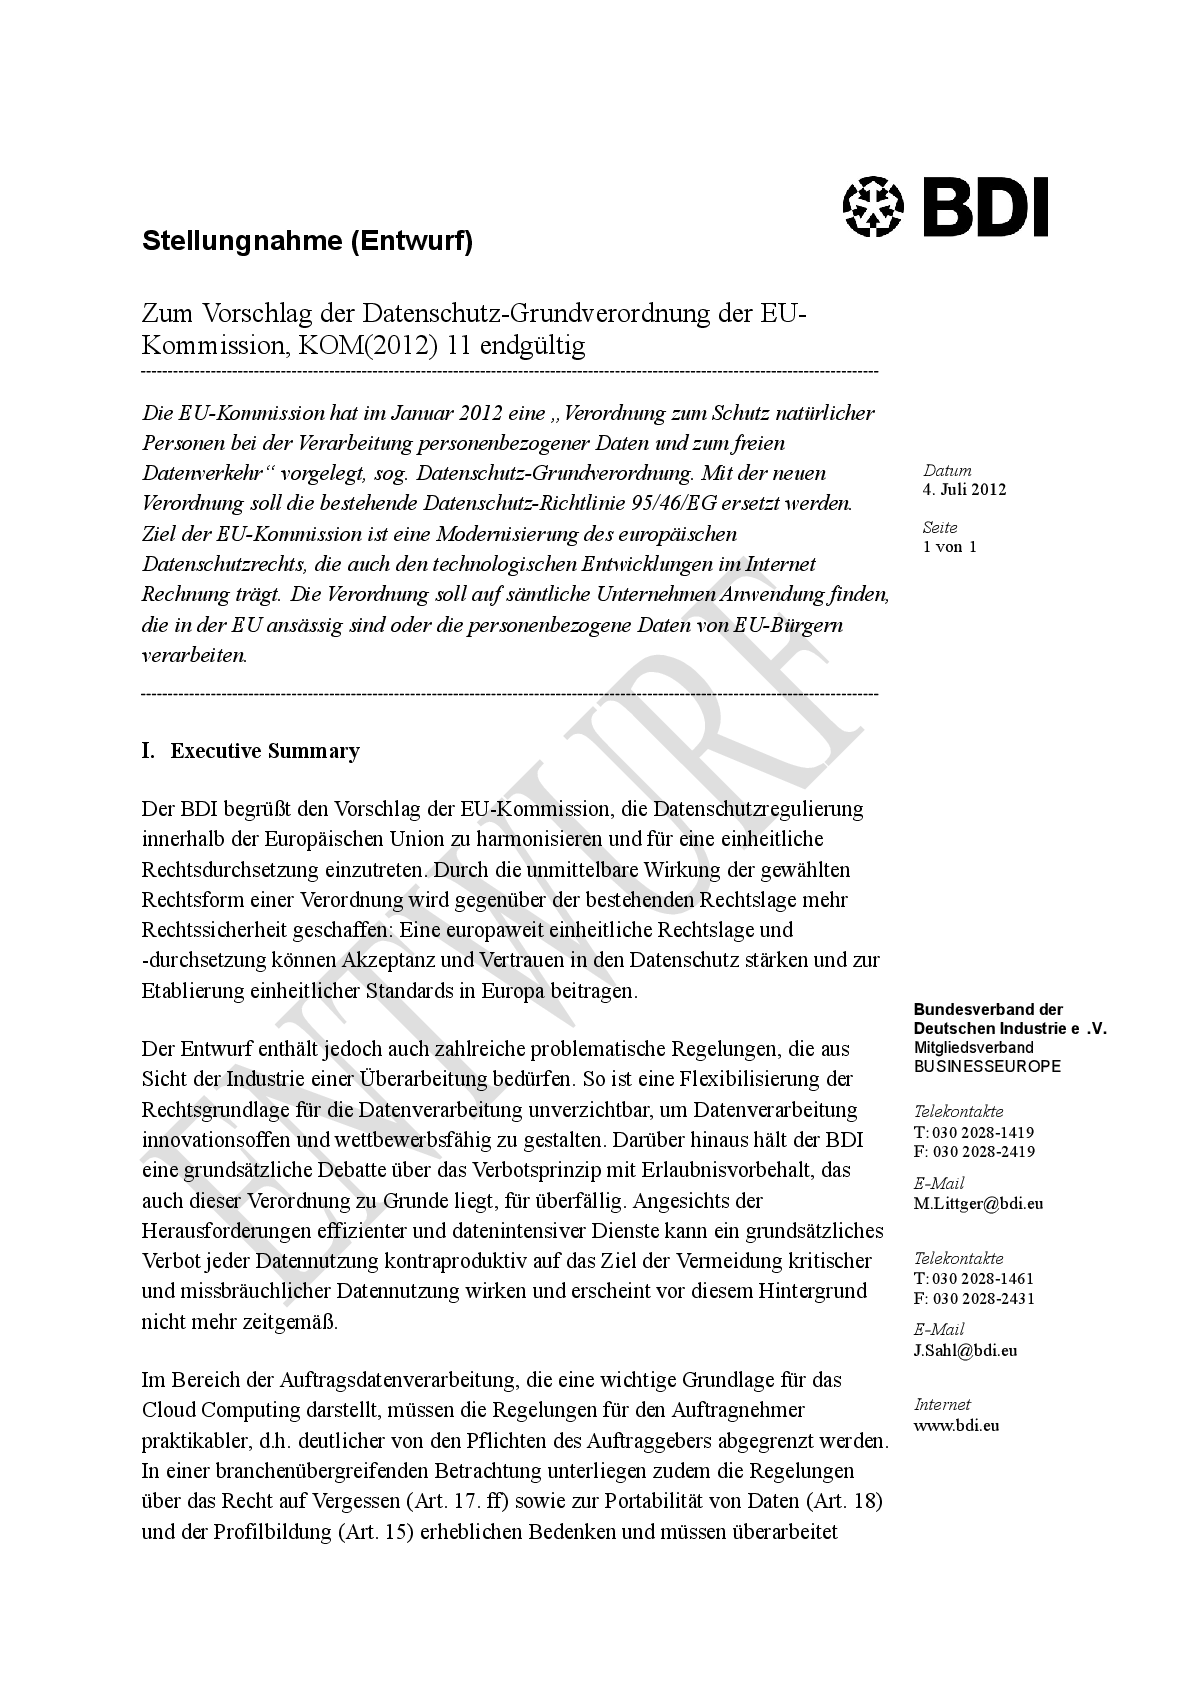 BDI
Stellungnahme (Entwurf)
Zum Vorschlag der Datenschutz-Grundverordnung der EU-
Kommission, KOM(2012) 11 endgültig
Die EU-Kommission hat im Januar 2012 eine „Verordnung zum Schutz natürlicher
Personen bei der Verarbeitung personenbezogener Daten und zum freien
Datenverkehr“ vorgelegt, sog. Datenschutz-Grundverordnung. Mit der neuen
Verordnung soll die bestehende Datenschutz-Richtlinie 95/46/EG ersetzt werden.
Ziel der EU-Kommission ist eine Modernisierung des europäischen
Datenschutzrechts, die auch den technologischen Entwicklungen im Internet
Rechnung trägt. Die Verordnung soll auf sämtliche Unternehmen Anwendung finden,
die in der EU ansässig sind oder die personenbezogene Daten von EU-Bürgern
verarbeiten.
Datum
4. Juli 2012
Seite
1 von 1
I. Executive Summary
Der BDI begrüßt den Vorschlag der EU-Kommission, die Datenschutzregulierung
innerhalb der Europäischen Union zu harmonisieren und für eine einheitliche
Rechtsdurchsetzung einzutreten. Durch die unmittelbare Wirkung der gewählten
Rechtsform einer Verordnung wird gegenüber der bestehenden Rechtslage mehr
Rechtssicherheit geschaffen: Eine europaweit einheitliche Rechtslage und
-durchsetzung können Akzeptanz und Vertrauen in den Datenschutz stärken und zur
Etablierung einheitlicher Standards in Europa beitragen.
Der Entwurf enthält jedoch auch zahlreiche problematische Regelungen, die aus
Sicht der Industrie einer Überarbeitung bedürfen. So ist eine Flexibilisierung der
Rechtsgrundlage für die Datenverarbeitung unverzichtbar, um Datenverarbeitung
innovationsoffen und wettbewerbsfähig zu gestalten. Darüber hinaus hält der BDI
eine grundsätzliche Debatte über das Verbotsprinzip mit Erlaubnisvorbehalt, das
auch dieser Verordnung zu Grunde liegt, für überfällig. Angesichts der
Herausforderungen effizienter und datenintensiver Dienste kann ein grundsätzliches
Verbot jeder Datennutzung kontraproduktiv auf das Ziel der Vermeidung kritischer
und missbräuchlicher Datennutzung wirken und erscheint vor diesem Hintergrund
nicht mehr zeitgemäß.
Im Bereich der Auftragsdatenverarbeitung, die eine wichtige Grundlage für das
Cloud Computing darstellt, müssen die Regelungen für den Auftragnehmer
praktikabler, d.h. deutlicher von den Pflichten des Auftraggebers abgegrenzt werden.
In einer branchenübergreifenden Betrachtung unterliegen zudem die Regelungen
über das Recht auf Vergessen (Art. 17. ff) sowie zur Portabilität von Daten (Art. 18)
und der Profilbildung (Art. 15) erheblichen Bedenken und müssen überarbeitet
Bundesverband der
Deutschen Industrie e .V.
Mitgliedsverband
BUSINESSEUROPE
Telekontakte
T: 030 2028-1419
F: 030 2028-2419
E-Mail
M.Littger@bdi.eu
Telekontakte
T: 030 2028-1461
F: 030 2028-2431
E-Mail
J.Sahl@bdi.eu
Internet
www.bdi.eu
ENTWURF